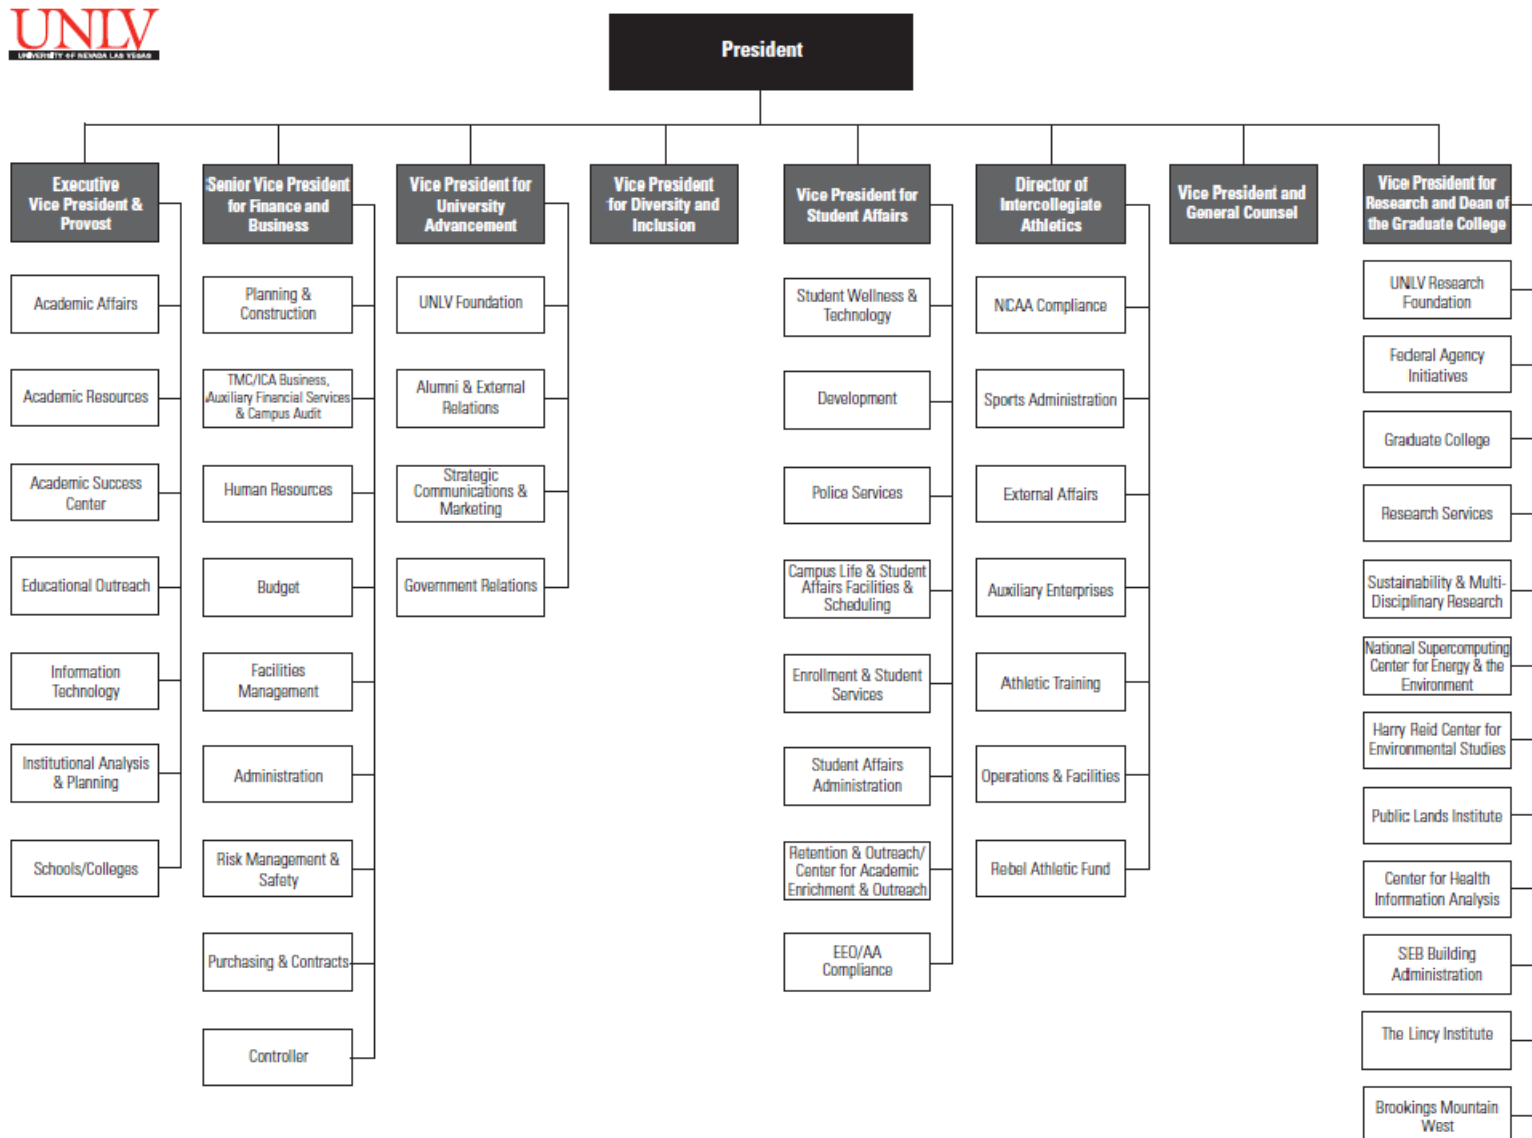 UNLV
UNIVERSITY OF NEVADA LAS VEGAS
President
Executive
Vice President &
Provost
Academic Affairs
Academic Resources
Academic Success
Center
Educational Outreach
Information
Technology
Institutional Analysis
& Planning
Schools/Colleges
Senior Vice President
for Finance and
Business
Planning &
Construction
TMC/ICA Business,
Auxiliary Financial Services
& Campus Audit
Human Resources
Budget
Facilities
Management
Administration
Risk Management &
Safety
Purchasing & Contracts
Controller
Vice President for
University
Advancement
UNLV Foundation
Alumni & External
Relations
Strategic
Communications &
Marketing
Government Relations
Vice President
for Diversity and
Inclusion
Vice President for
Student Affairs
Student Wellness &
Technology
Development
Police Services
Campus Life & Student
Affairs Facilities &
Scheduling
Enrollment & Student
Services
Student Affairs
Administration
Retention & Outreach/
Center for Academic
Enrichment & Outreach
EEO/AA
Compliance
Director of
Intercollegiate
Athletics
NCAA Compliance
Sports Administration
External Affairs
Auxiliary Enterprises
Athletic Training
Operations & Facilities
Rebel Athletic Fund
Vice President and
General Counsel
Vice President for
Research and Dean of
the Graduate College
UNLV Research
Foundation
Federal Agency
Initiatives
Graduate College
Research Services
Sustainability & Multi-
Disciplinary Research
National Supercomputing
Center for Energy & the
Environment
Harry Reid Center for
Environmental Studies
Public Lands Institute
Center for Health
Information Analysis
SEB Building
Administration
The Lincy Institute
Brookings Mountain
West